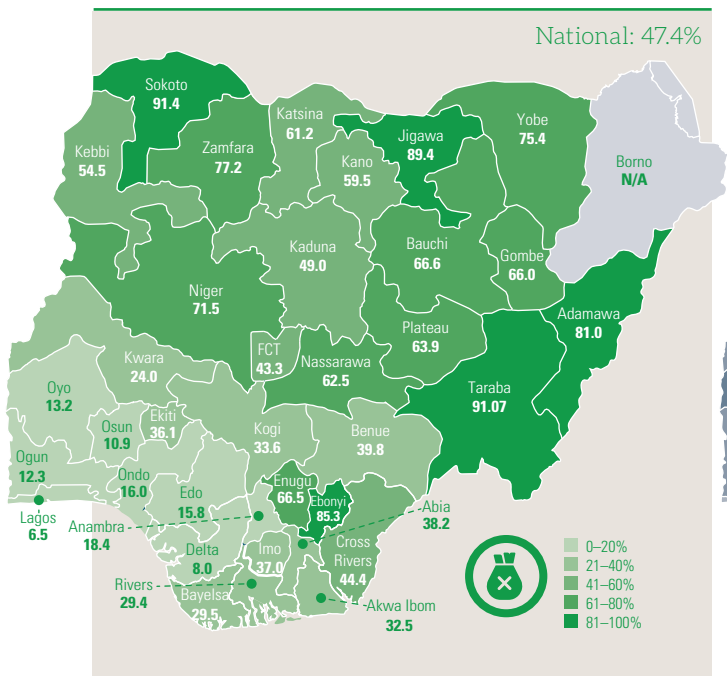 National: 47.4%
Sokoto
91.4
Katsina
61.2
Yobe
75.4
Jigawa
89.4
Kebbi
54.5
Zamfara
77.2
Kano
59.5
Borno
N/A
Kaduna
49.0
Bauchi
66.6
Gombe
66.0
Niger
71.5
Adamawa
81.0
Plateau
63.9
Kwara
24.0
FCT
43.3
Nassarawa
62.5
Taraba
91.07
Oyo
13.2
Osun
10.9
Ekiti
36.1
Kogi
33.6
Benue
39.8
Ogun
12.3
Ondo
16.0
Edo
15.8
Enugu
66.5
Ebonyi
85.3
Lagos
6.5
Anambra
18.4
Abia
38.2
Delta
8.0
Imo
37.0
Cross
Rivers
44.4
Rivers
29.4
Bayelsa
29.5
Akwa Ibom
32.5
0–20%
21–40%
41–60%
61–80%
81–100%